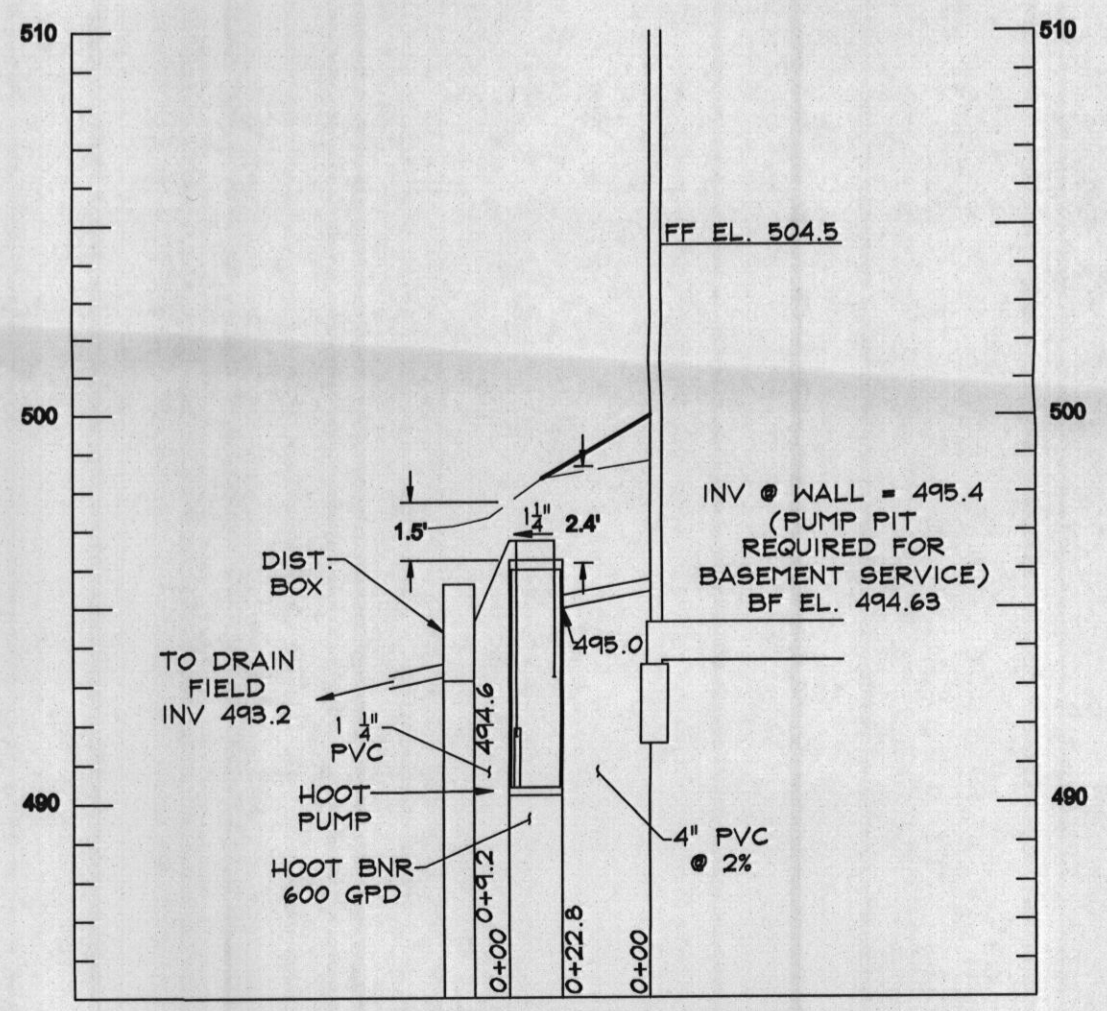 510
510
FF EL. 504.5
500
500
INV @ WALL = 495.4
(PUMP PIT
REQUIRED FOR
BASEMENT SERVICE)
BF EL. 494.63
1.5'
1 1/4"
2.4'
DIST.
BOX
495.0
TO DRAIN
FIELD
INV 493.2
494.6
1 1/4"
PVC
HOOT
PUMP
490
490
4" PVC
@ 2%
HOOT BNR
600 GPD
0+9.2
0+00
0+22.8
0+00